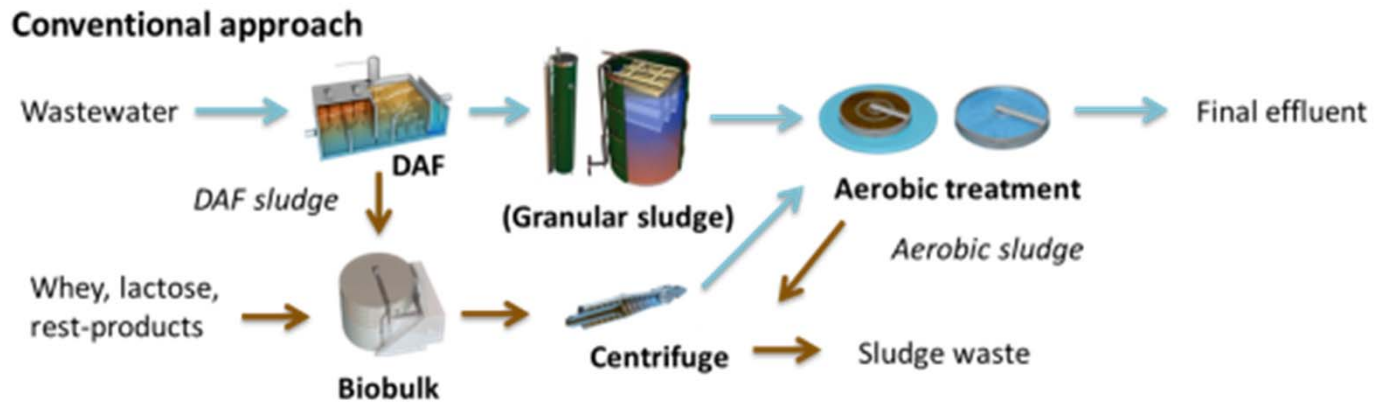 Conventional approach
Wastewater
Final effluent
DAF
DAF sludge
(Granular sludge)
Aerobic treatment
Aerobic sludge
Whey, lactose,
rest-products
Biobulk
Centrifuge
Sludge waste